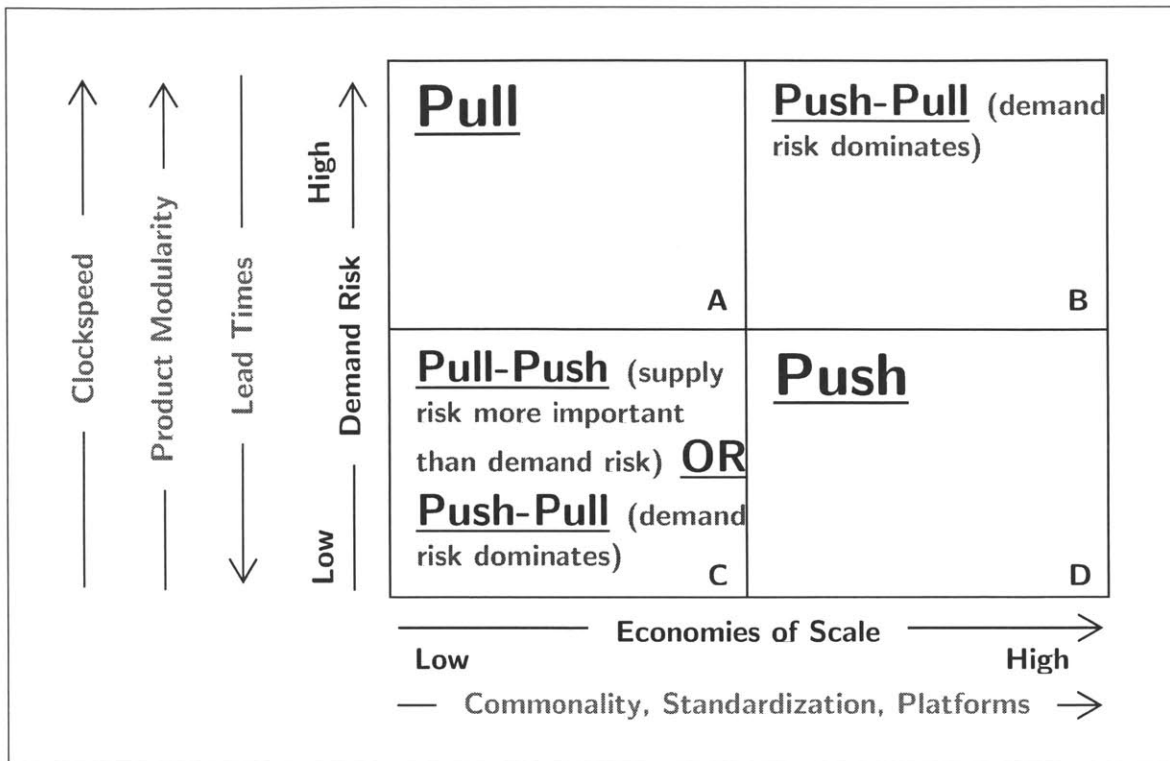 Clockspeed
Product Modularity
Lead Times
Low Demand Risk High
Pull
A
Push-Pull (demand
risk dominates)
B
Pull-Push (supply
risk more important
than demand risk) OR
Push-Pull (demand
risk dominates)
C
Push
D
Economies of Scale
Low High
Commonality, Standardization, Platforms